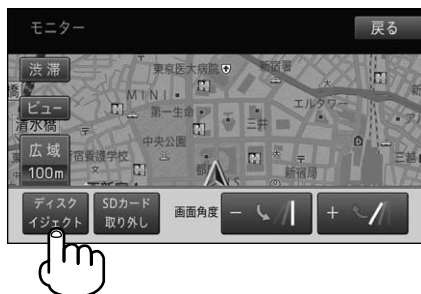 モニター
戻る
渋滞
東京医大病院
新宿署
MINI
エルタワー
ビュー
第一生命
清水橋
三井
中央公園
広域
100m
宿養護学校
新宿局
三越
ディスク
イジェクト
SDカード
取り外し
画面角度
−
+